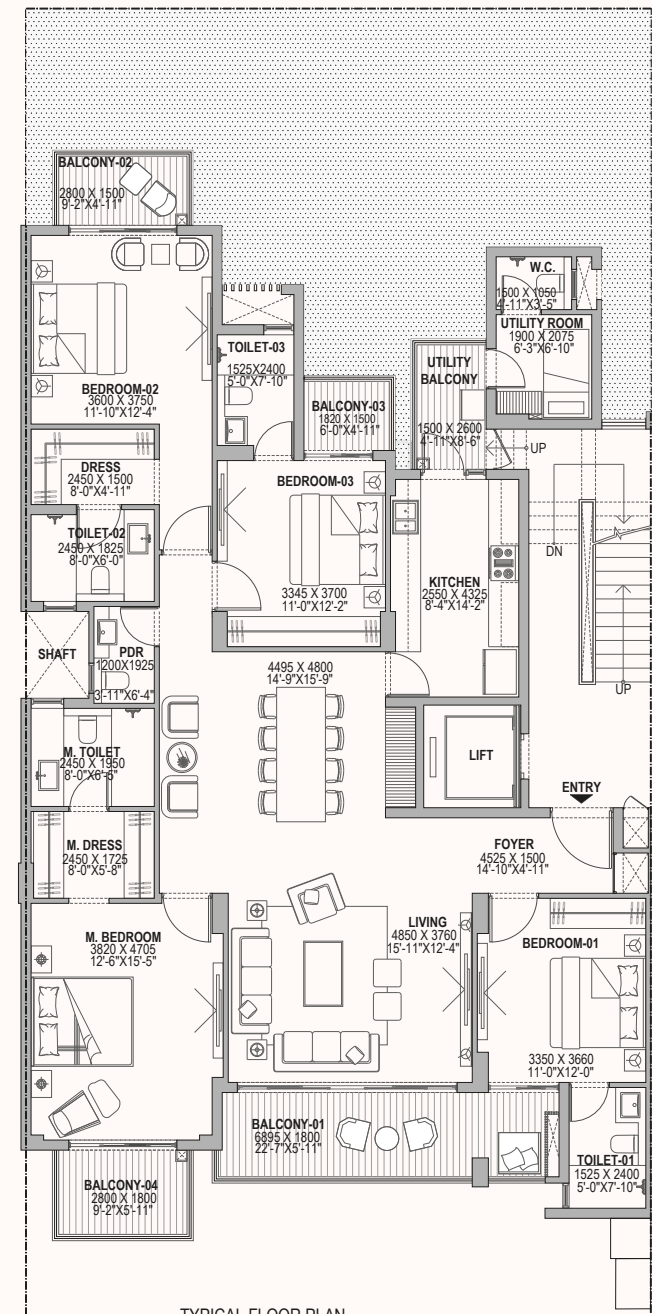 BALCONY-02
2800 X 1500
9'-2"X4'-11"
W.C.
1500 X 1050
4'-11"X3'-5"
UTILITY ROOM
1900 X 2075
6'-3"X6'-10"
TOILET-03
1525X2400
5'-0"X7'-10"
UTILITY
BALCONY
1500 X 2600
4'-11"X8'-6"
BEDROOM-02
3600 X 3750
11'-10"X12'-4"
BALCONY-03
1820 X 1500
6'-0"X4'-11"
UP
DRESS
2450 X 1500
8'-0"X4'-11"
BEDROOM-03
3345 X 3700
11'-0"X12'-2"
TOILET-02
2450 X 1825
8'-0"X6'-0"
DN
KITCHEN
2550 X 4325
8'-4"X14'-2"
SHAFT
PDR
1200X1925
3'-11"X6'-4"
4495 X 4800
14'-9"X15'-9"
UP
M. TOILET
2450 X 1950
8'-0"X6'-5"
LIFT
ENTRY
M. DRESS
2450 X 1725
8'-0"X5'-8"
FOYER
4525 X 1500
14'-10"X4'-11"
M. BEDROOM
3820 X 4705
12'-6"X15'-5"
LIVING
4850 X 3760
15'-11"X12'-4"
BEDROOM-01
3350 X 3660
11'-0"X12'-0"
BALCONY-01
6895 X 1800
22'-7"X5'-11"
TOILET-01
1525 X 2400
5'-0"X7'-10"
BALCONY-04
2800 X 1800
9'-2"X5'-11"
TYPICAL FLOOR PLAN